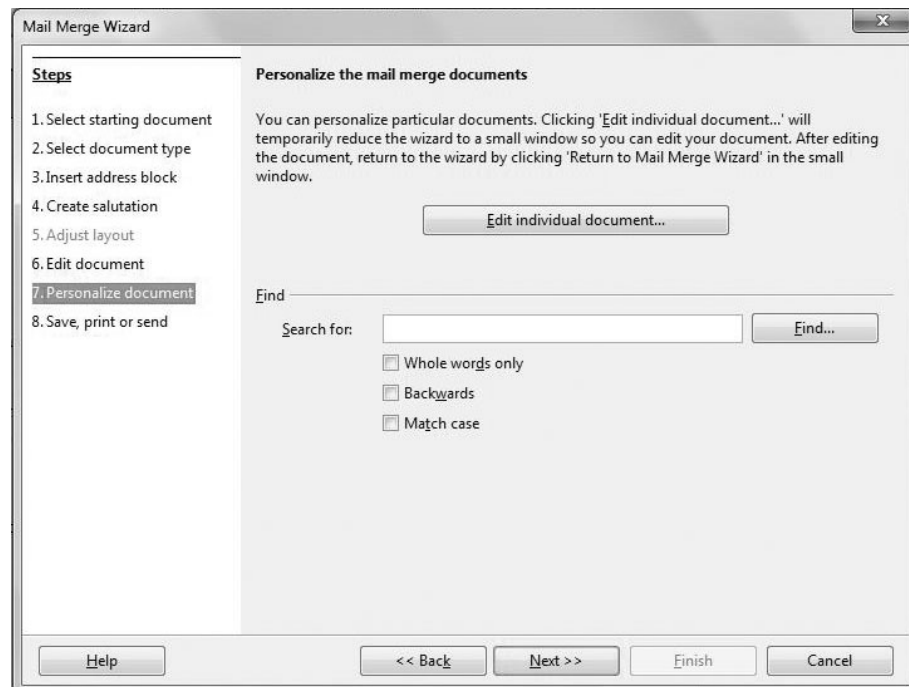 Mail Merge Wizard
X
Steps
1. Select starting document
2. Select document type
3. Insert address block
4. Create salutation
5. Adjust layout
6. Edit document
7. Personalize document
8. Save, print or send
Personalize the mail merge documents
You can personalize particular documents. Clicking 'Edit individual document...' will
temporarily reduce the wizard to a small window so you can edit your document. After editing
the document, return to the wizard by clicking 'Return to Mail Merge Wizard' in the small
window.
Edit individual document...
Find
Search for:
Find...
Whole words only
Backwards
Match case
Help
<< Back
Next >>
Finish
Cancel